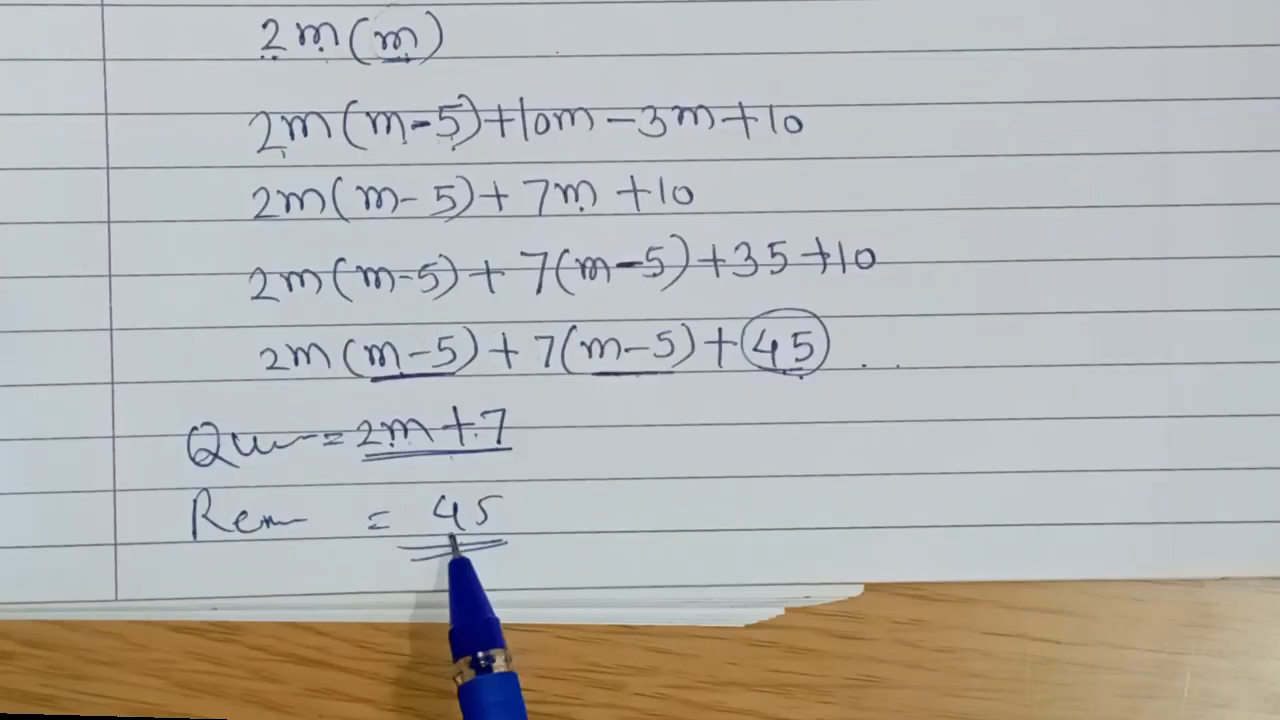 2m(m)
2m(m-5)+10m-3m+10
2m(m-5)+7m+10
2m(m-5)+7(m-5)+35+10
2m(m-5)+7(m-5)+45
Qu = 2m+7
Rem = 45